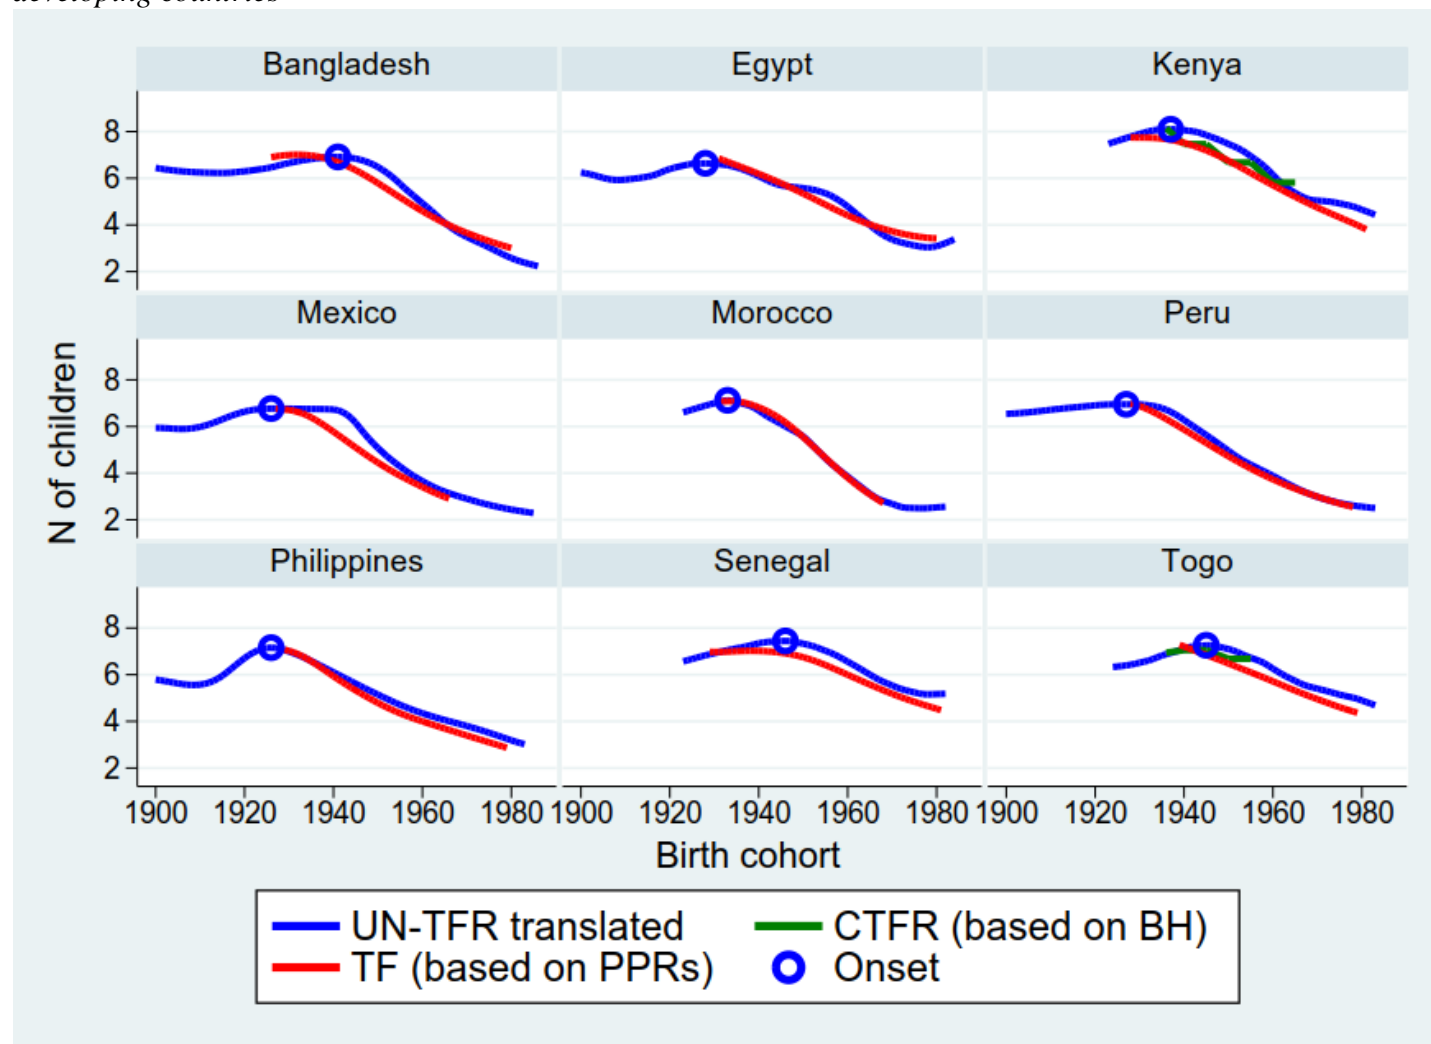 developing countries
Bangladesh Egypt Kenya
8
6
4
2
Mexico Morocco Peru
8
6
4
2
N of children
Philippines Senegal Togo
8
6
4
2
1900 1920 1940 1960 1980 1900 1920 1940 1960 1980 1900 1920 1940 1960 1980
Birth cohort
UN-TFR translated CTFR (based on BH)
TF (based on PPRs) Onset